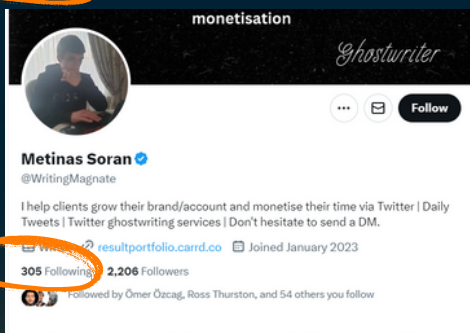 monetisation
Ghostwriter
Follow
Metinas Soran
@WritingMagnate
I help clients grow their brand/account and monetise their time via Twitter | Daily
Tweets | Twitter ghostwriting services | Don't hesitate to send a DM.
resultportfolio.carrd.co Joined January 2023
305 Following 2,206 Followers
Followed by Ömer Özcag, Ross Thurston, and 54 others you follow